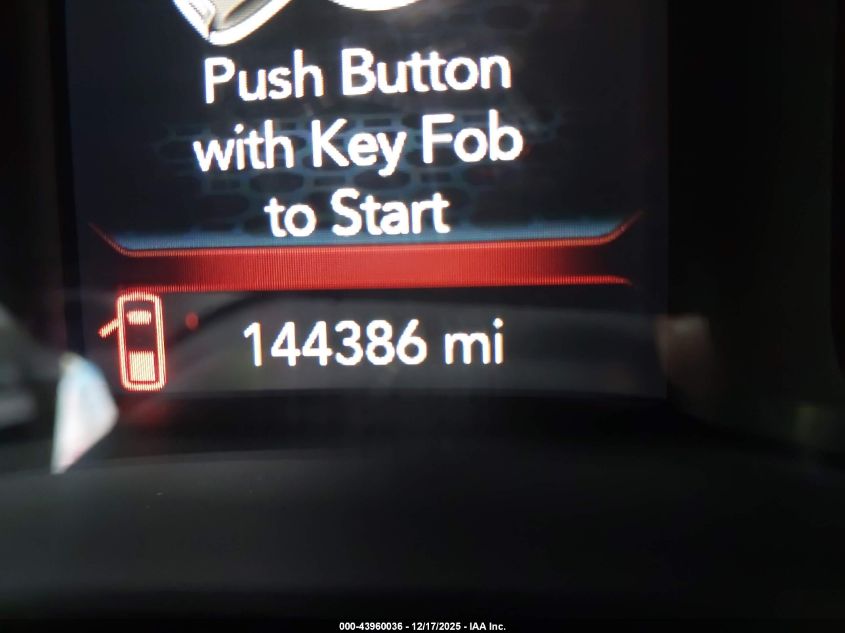 Push Button
with Key Fob
to Start
144386 mi
000-43960036 - 12/17/2025 - IAA Inc.